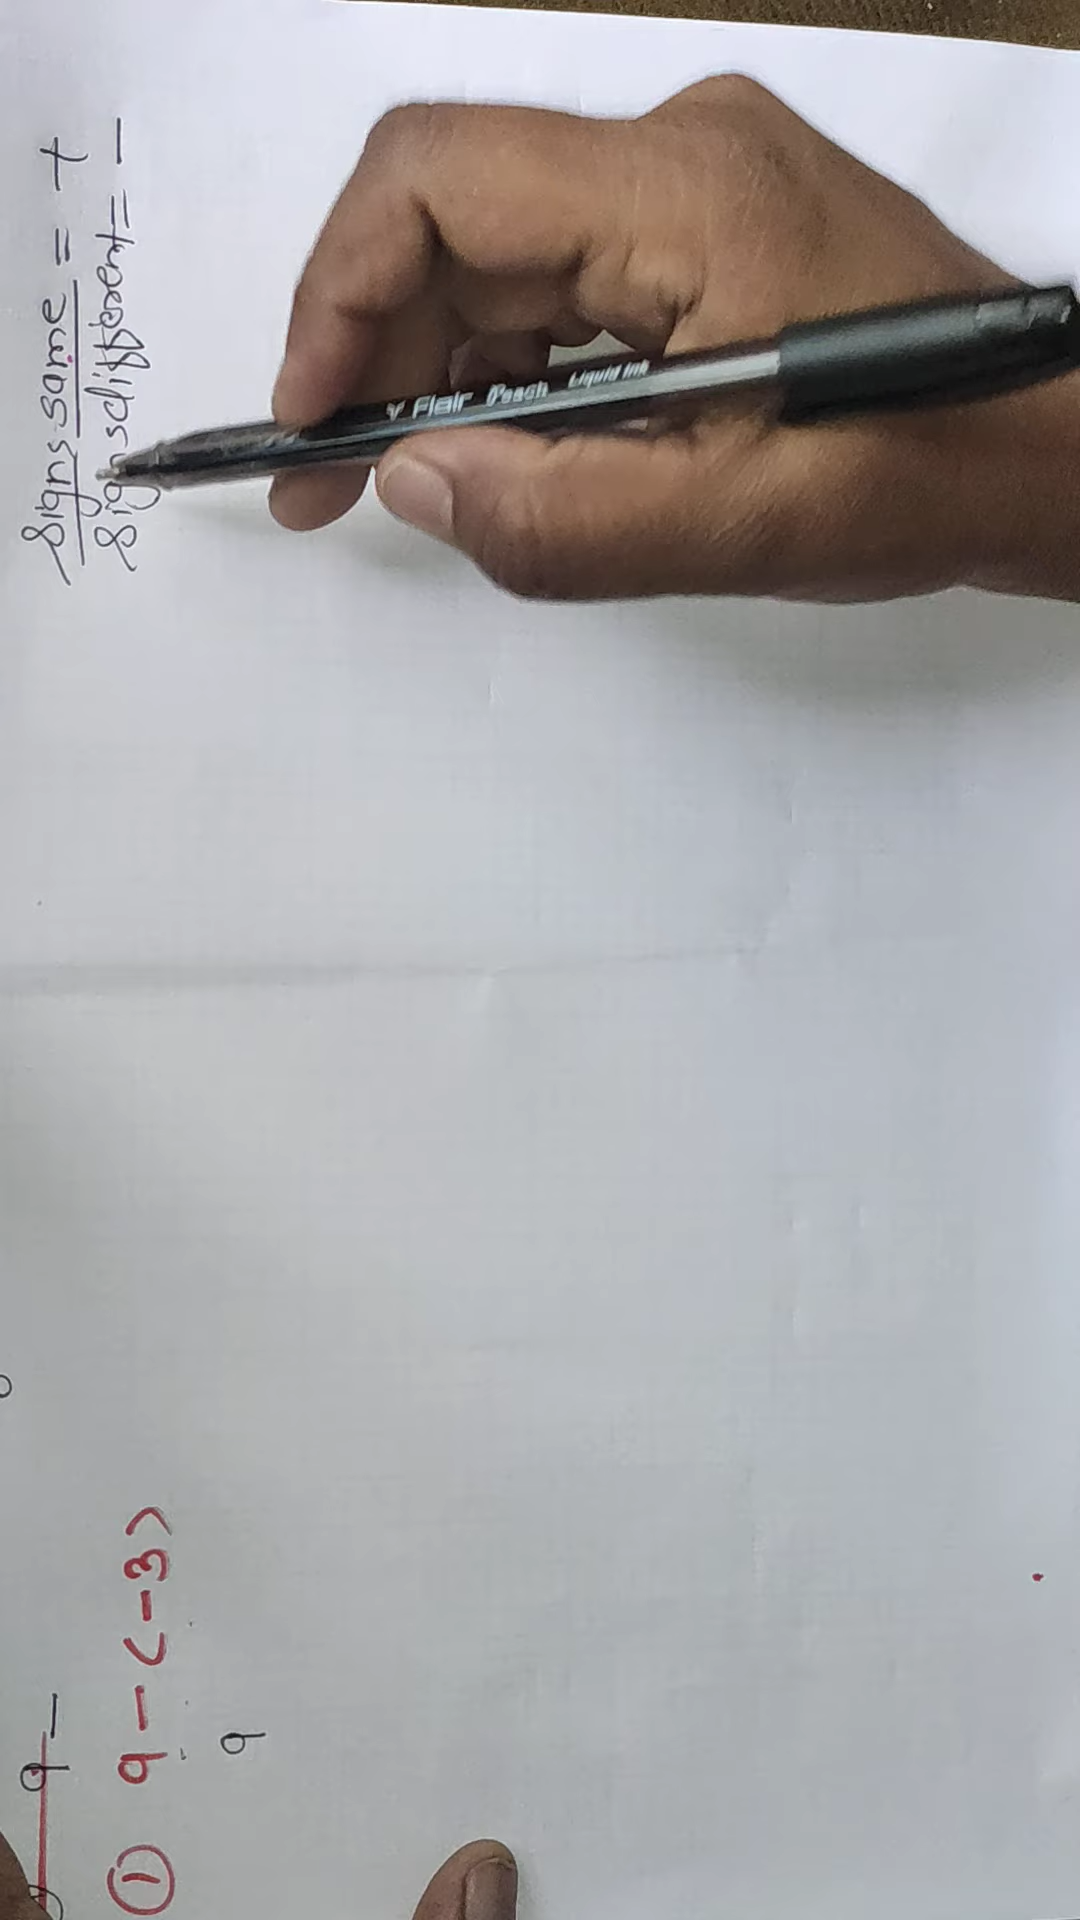 Signs same = +
Signs different = -
9 -
① 9 - (-3)
9
Flair Peach Liquid ink